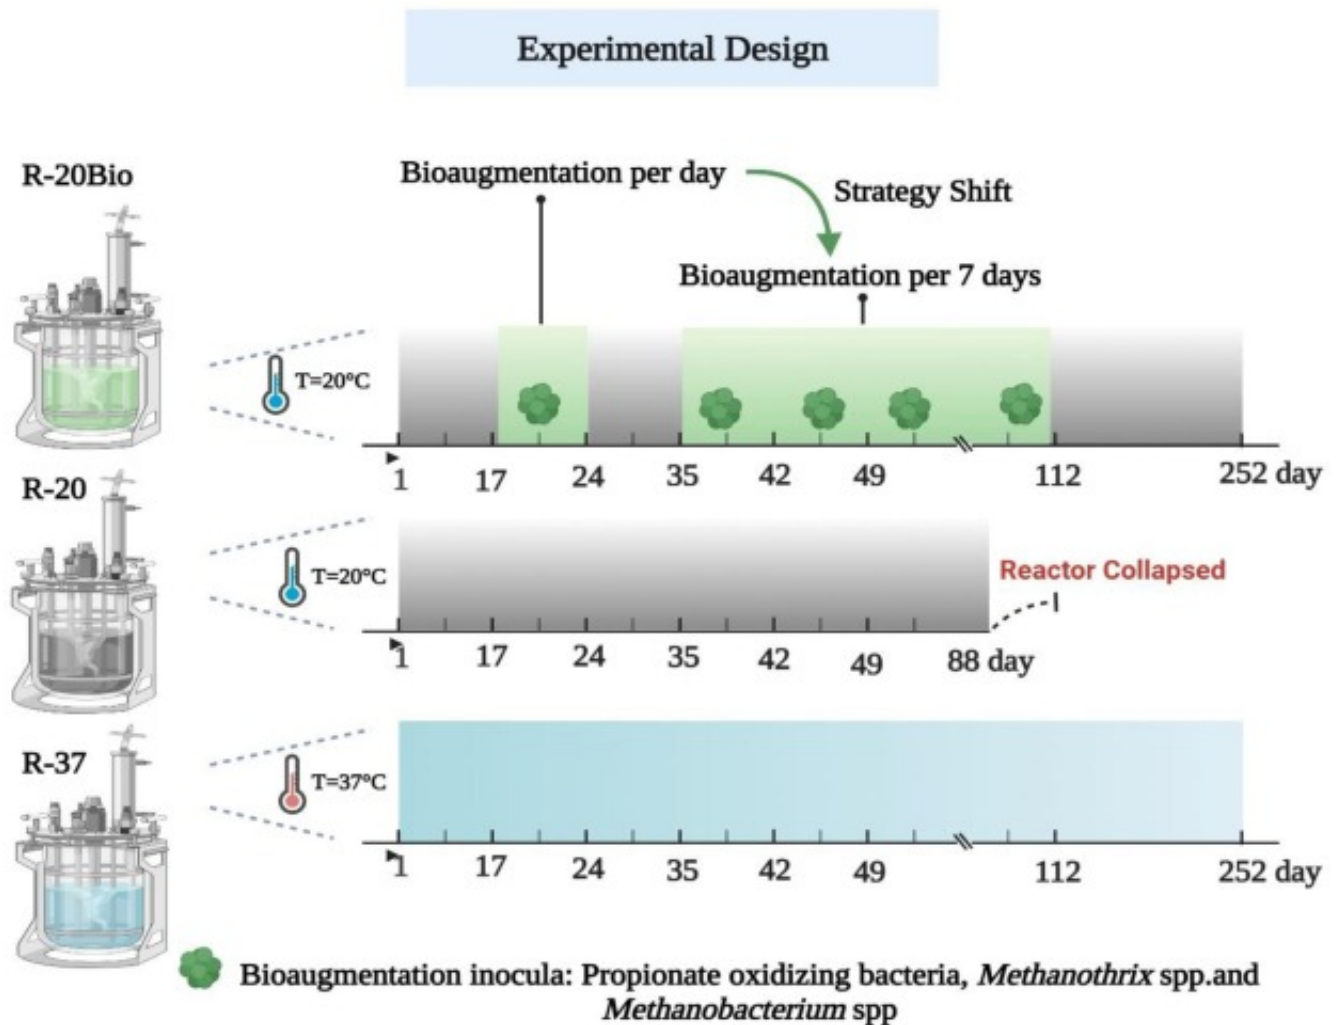 Experimental Design
R-20Bio
Bioaugmentation per day
Strategy Shift
Bioaugmentation per 7 days
T=20°C
1 17 24 35 42 49 112 252 day
R-20
T=20°C
Reactor Collapsed
1 17 24 35 42 49 88 day
R-37
T=37°C
1 17 24 35 42 49 112 252 day
Bioaugmentation inocula: Propionate oxidizing bacteria, Methanothrix spp.and
Methanobacterium spp